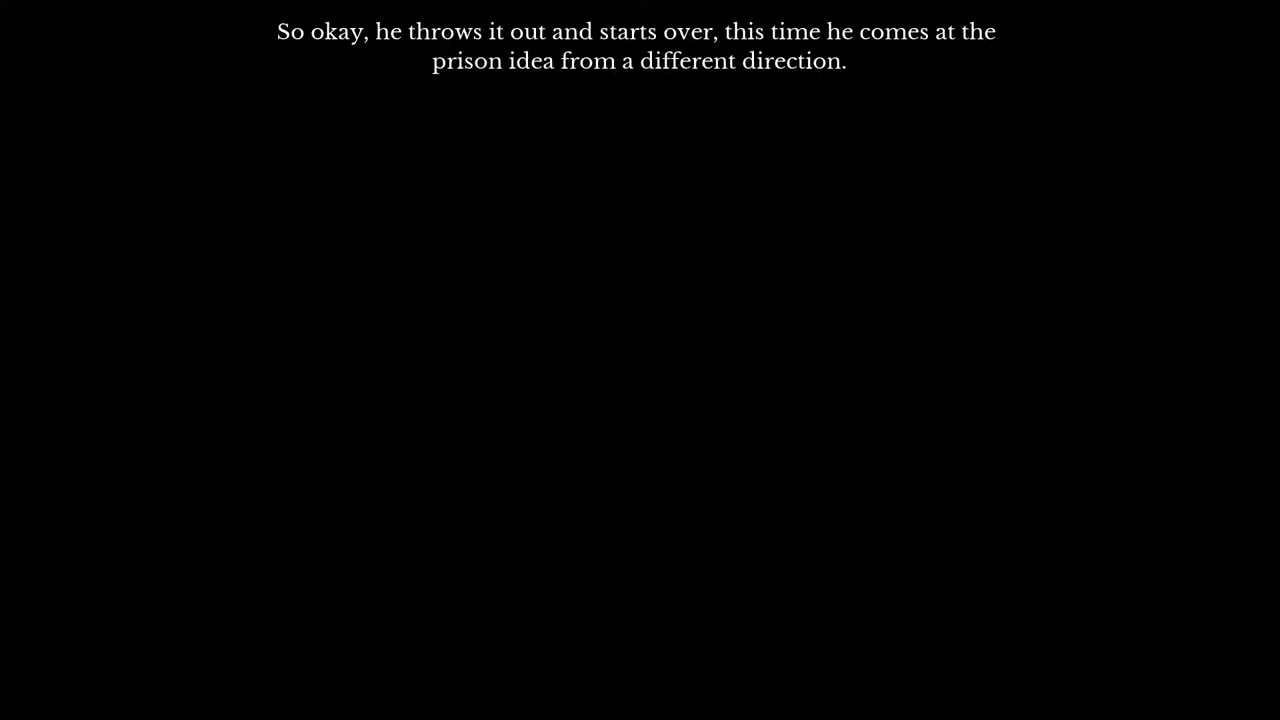 So okay, he throws it out and starts over, this time he comes at the
prison idea from a different direction.